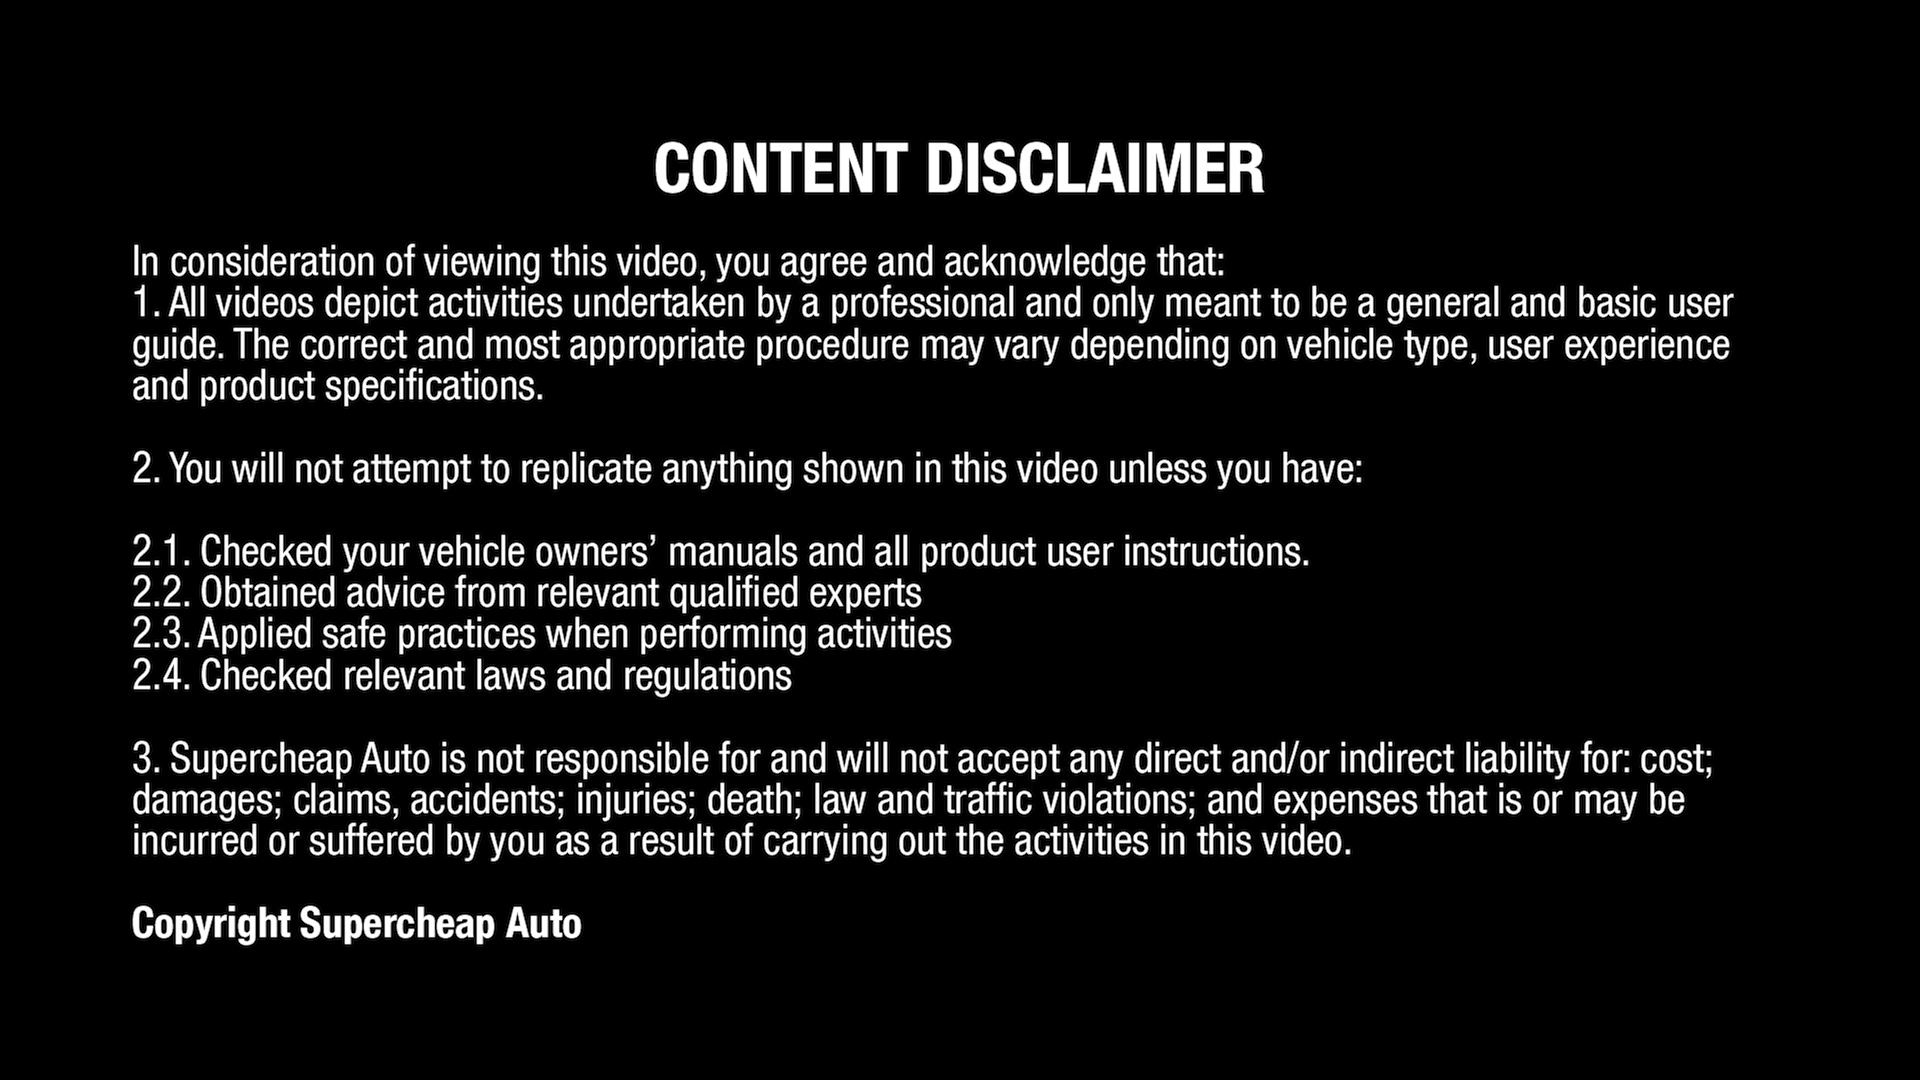 CONTENT DISCLAIMER
In consideration of viewing this video, you agree and acknowledge that:
1. All videos depict activities undertaken by a professional and only meant to be a general and basic user
guide. The correct and most appropriate procedure may vary depending on vehicle type, user experience
and product specifications.
2. You will not attempt to replicate anything shown in this video unless you have:
2.1. Checked your vehicle owners’ manuals and all product user instructions.
2.2. Obtained advice from relevant qualified experts
2.3. Applied safe practices when performing activities
2.4. Checked relevant laws and regulations
3. Supercheap Auto is not responsible for and will not accept any direct and/or indirect liability for: cost;
damages; claims, accidents; injuries; death; law and traffic violations; and expenses that is or may be
incurred or suffered by you as a result of carrying out the activities in this video.
Copyright Supercheap Auto